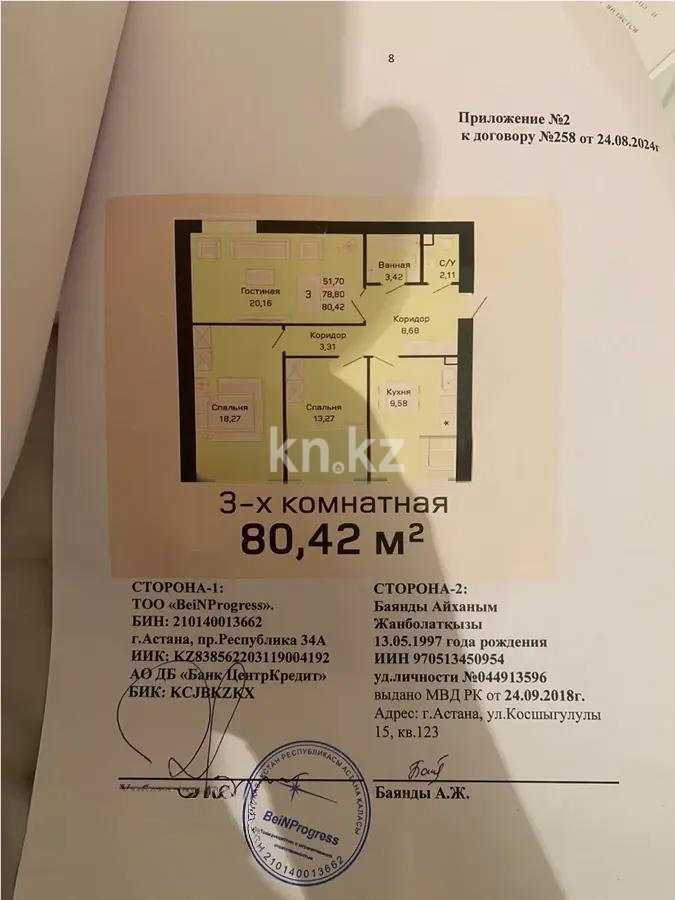 8
Приложение №2
к договору №258 от 24.08.2024г
Гостиная
20,16
3
51,70
78,80
80,42
Ванная
3,42
С/У
2,11
Коридор
8,68
Коридор
3,31
Спальня
18,27
Спальня
13,27
Кухня
9,58
kn.kz
3-х комнатная
80,42 м²
СТОРОНА-1:
ТОО «BeiNProgress».
БИН: 210140013662
г.Астана, пр.Республика 34А
ИИК: KZ838562203119004192
АО ДБ «Банк ЦентрКредит»
БИК: KCJBKZKX
СТОРОНА-2:
Баянды Айханым
Жанболатқызы
13.05.1997 года рождения
ИИН 970513450954
уд.личности №044913596
выдано МВД РК от 24.09.2018г.
Адрес: г.Астана, ул.Косшыгулулы
15, кв.123
Баянды А.Ж.
РЕСПУБЛИКАСЫ АСТАНА ҚАЛАСЫ
BeiNProgress
210140013662